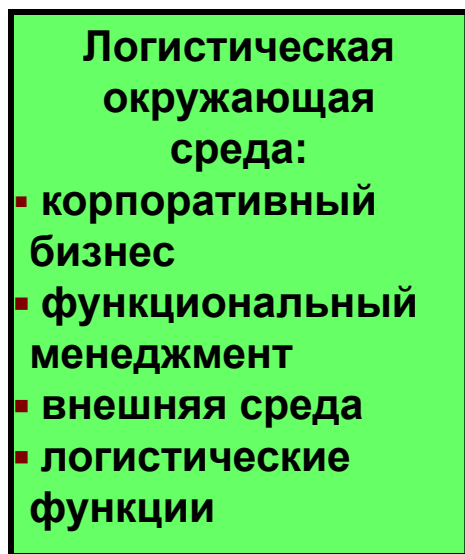 Логистическая
окружающая
среда:
▪ корпоративный
бизнес
▪ функциональный
менеджмент
▪ внешняя среда
▪ логистические
функции